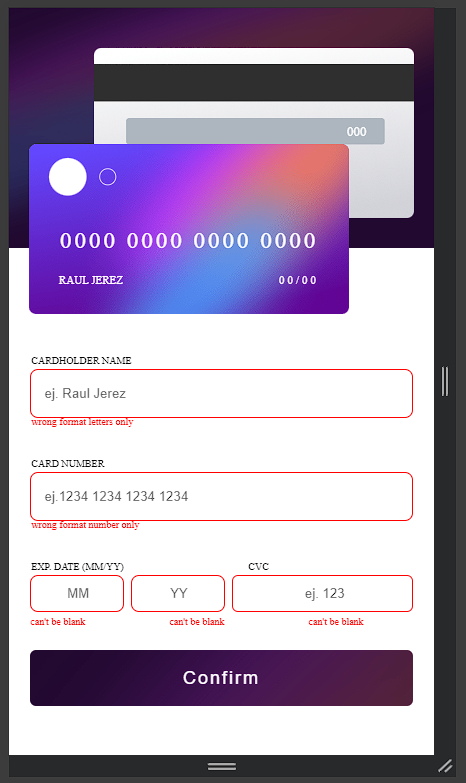 000
0000 0000 0000 0000
RAUL JEREZ 00/00
CARDHOLDER NAME
ej. Raul Jerez
wrong format letters only
CARD NUMBER
ej.1234 1234 1234 1234
wrong format number only
EXP. DATE (MM/YY) CVC
MM YY ej. 123
can't be blank can't be blank can't be blank
Confirm